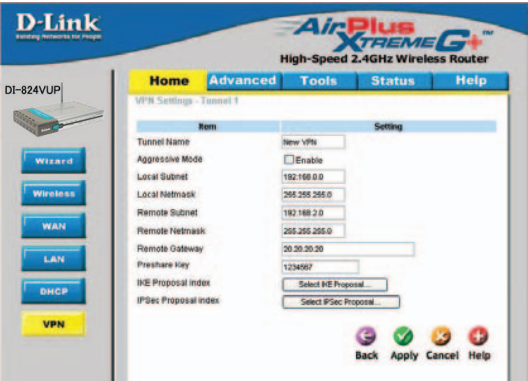 D-Link
Building Networks for People
AirPlus
XTREME G+™
High-Speed 2.4GHz Wireless Router
DI-824VUP
Home Advanced Tools Status Help
VPN Settings - Tunnel 1
Item Setting
Tunnel Name New VPN
Aggressive Mode Enable
Local Subnet 192.168.0.0
Local Netmask 255.255.255.0
Remote Subnet 192.168.2.0
Remote Netmask 255.255.255.0
Remote Gateway 20.20.20.20
Preshare Key 1234567
IKE Proposal index Select IKE Proposal...
IPSec Proposal index Select IPSec Proposal...
Wizard
Wireless
WAN
LAN
DHCP
VPN
Back Apply Cancel Help